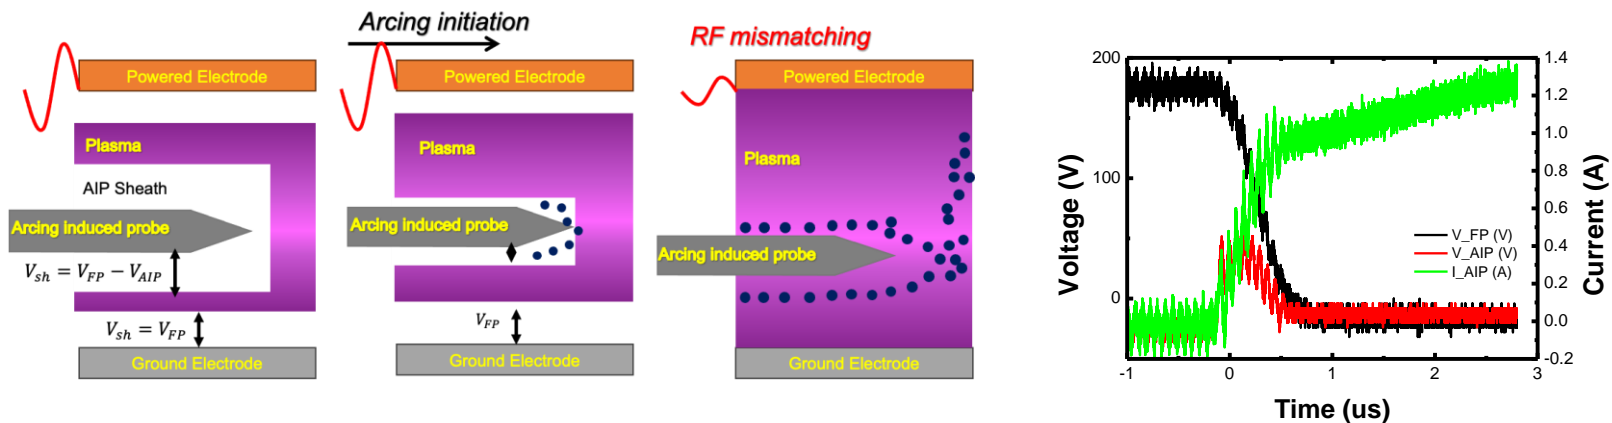 Arcing initiation
RF mismatching
Powered Electrode
Plasma
AIP Sheath
Arcing induced probe
V_sh = V_FP − V_AIP
V_sh = V_FP
Ground Electrode
Powered Electrode
Plasma
Arcing induced probe
V_FP
Ground Electrode
Powered Electrode
Plasma
Arcing induced probe
Ground Electrode
Voltage (V)
200
100
0
V_FP (V)
V_AIP (V)
I_AIP (A)
1.4
1.2
1.0
0.8
0.6
0.4
0.2
0.0
-0.2
Current (A)
-1 0 1 2 3
Time (us)